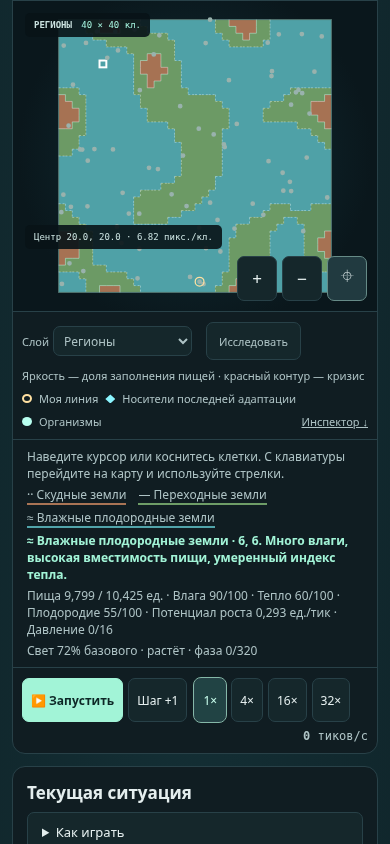 РЕГИОНЫ 40 × 40 кл.
Центр 20.0, 20.0 · 6.82 пикс./кл.
+ −
Слой Регионы Исследовать
Яркость — доля заполнения пищей · красный контур — кризис
Моя линия Носители последней адаптации
Организмы Инспектор ↓
Наведите курсор или коснитесь клетки. С клавиатуры
перейдите на карту и используйте стрелки.
·· Скудные земли — Переходные земли
≈ Влажные плодородные земли
≈ Влажные плодородные земли · 6, 6. Много влаги,
высокая вместимость пищи, умеренный индекс
тепла.
Пища 9,799 / 10,425 ед. · Влага 90/100 · Тепло 60/100 ·
Плодородие 55/100 · Потенциал роста 0,293 ед./тик ·
Давление 0/16
Свет 72% базового · растёт · фаза 0/320
▶️ Запустить Шаг +1 1× 4× 16× 32×
0 тиков/с
Текущая ситуация
▶ Как играть